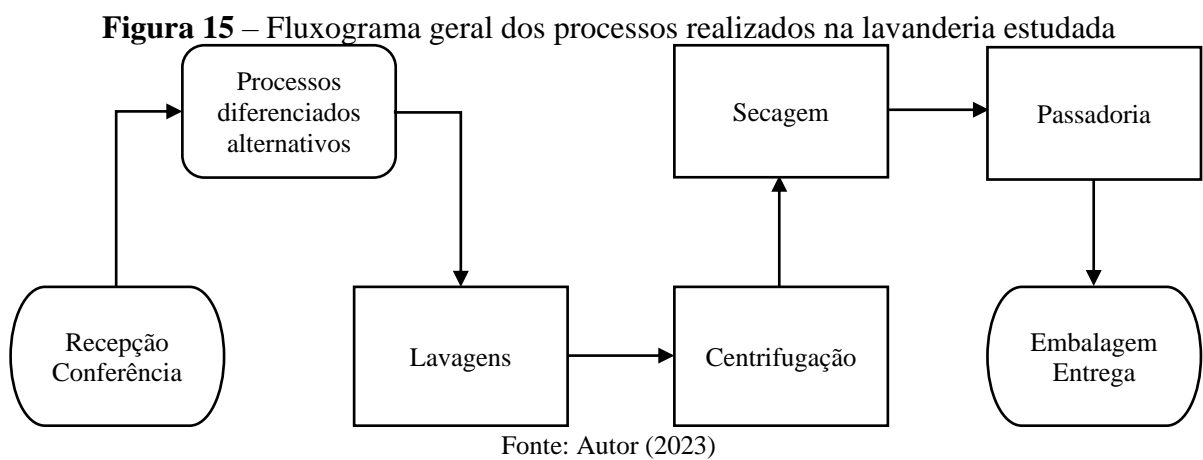 Figura 15 – Fluxograma geral dos processos realizados na lavanderia estudada
Processos
diferenciados
alternativos
Secagem
Passadoria
Recepção
Conferência
Lavagens
Centrifugação
Embalagem
Entrega
Fonte: Autor (2023)